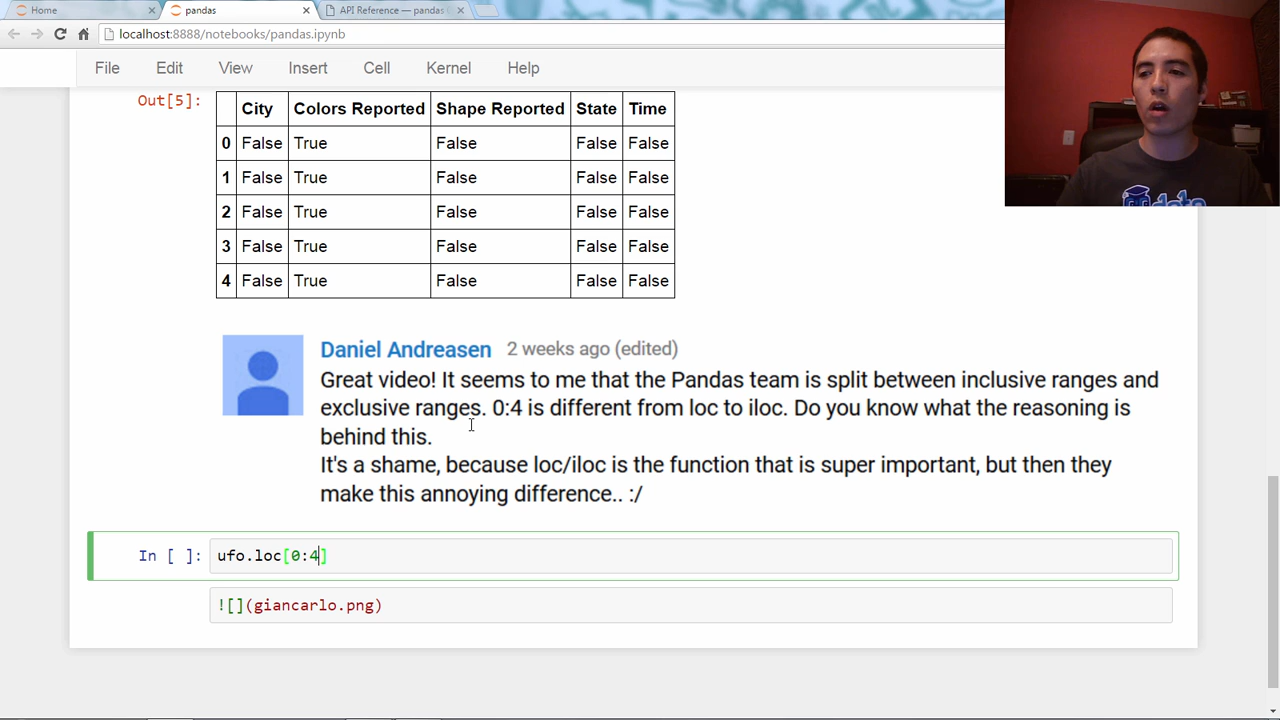 Home
pandas
API Reference — pandas
localhost:8888/notebooks/pandas.ipynb
File Edit View Insert Cell Kernel Help
Out[5]:
City Colors Reported Shape Reported State Time
0 False True False False False
1 False True False False False
2 False True False False False
3 False True False False False
4 False True False False False
Daniel Andreasen 2 weeks ago (edited)
Great video! It seems to me that the Pandas team is split between inclusive ranges and
exclusive ranges. 0:4 is different from loc to iloc. Do you know what the reasoning is
behind this.
It's a shame, because loc/iloc is the function that is super important, but then they
make this annoying difference.. :/
In [ ]: ufo.loc[0:4]
![](giancarlo.png)